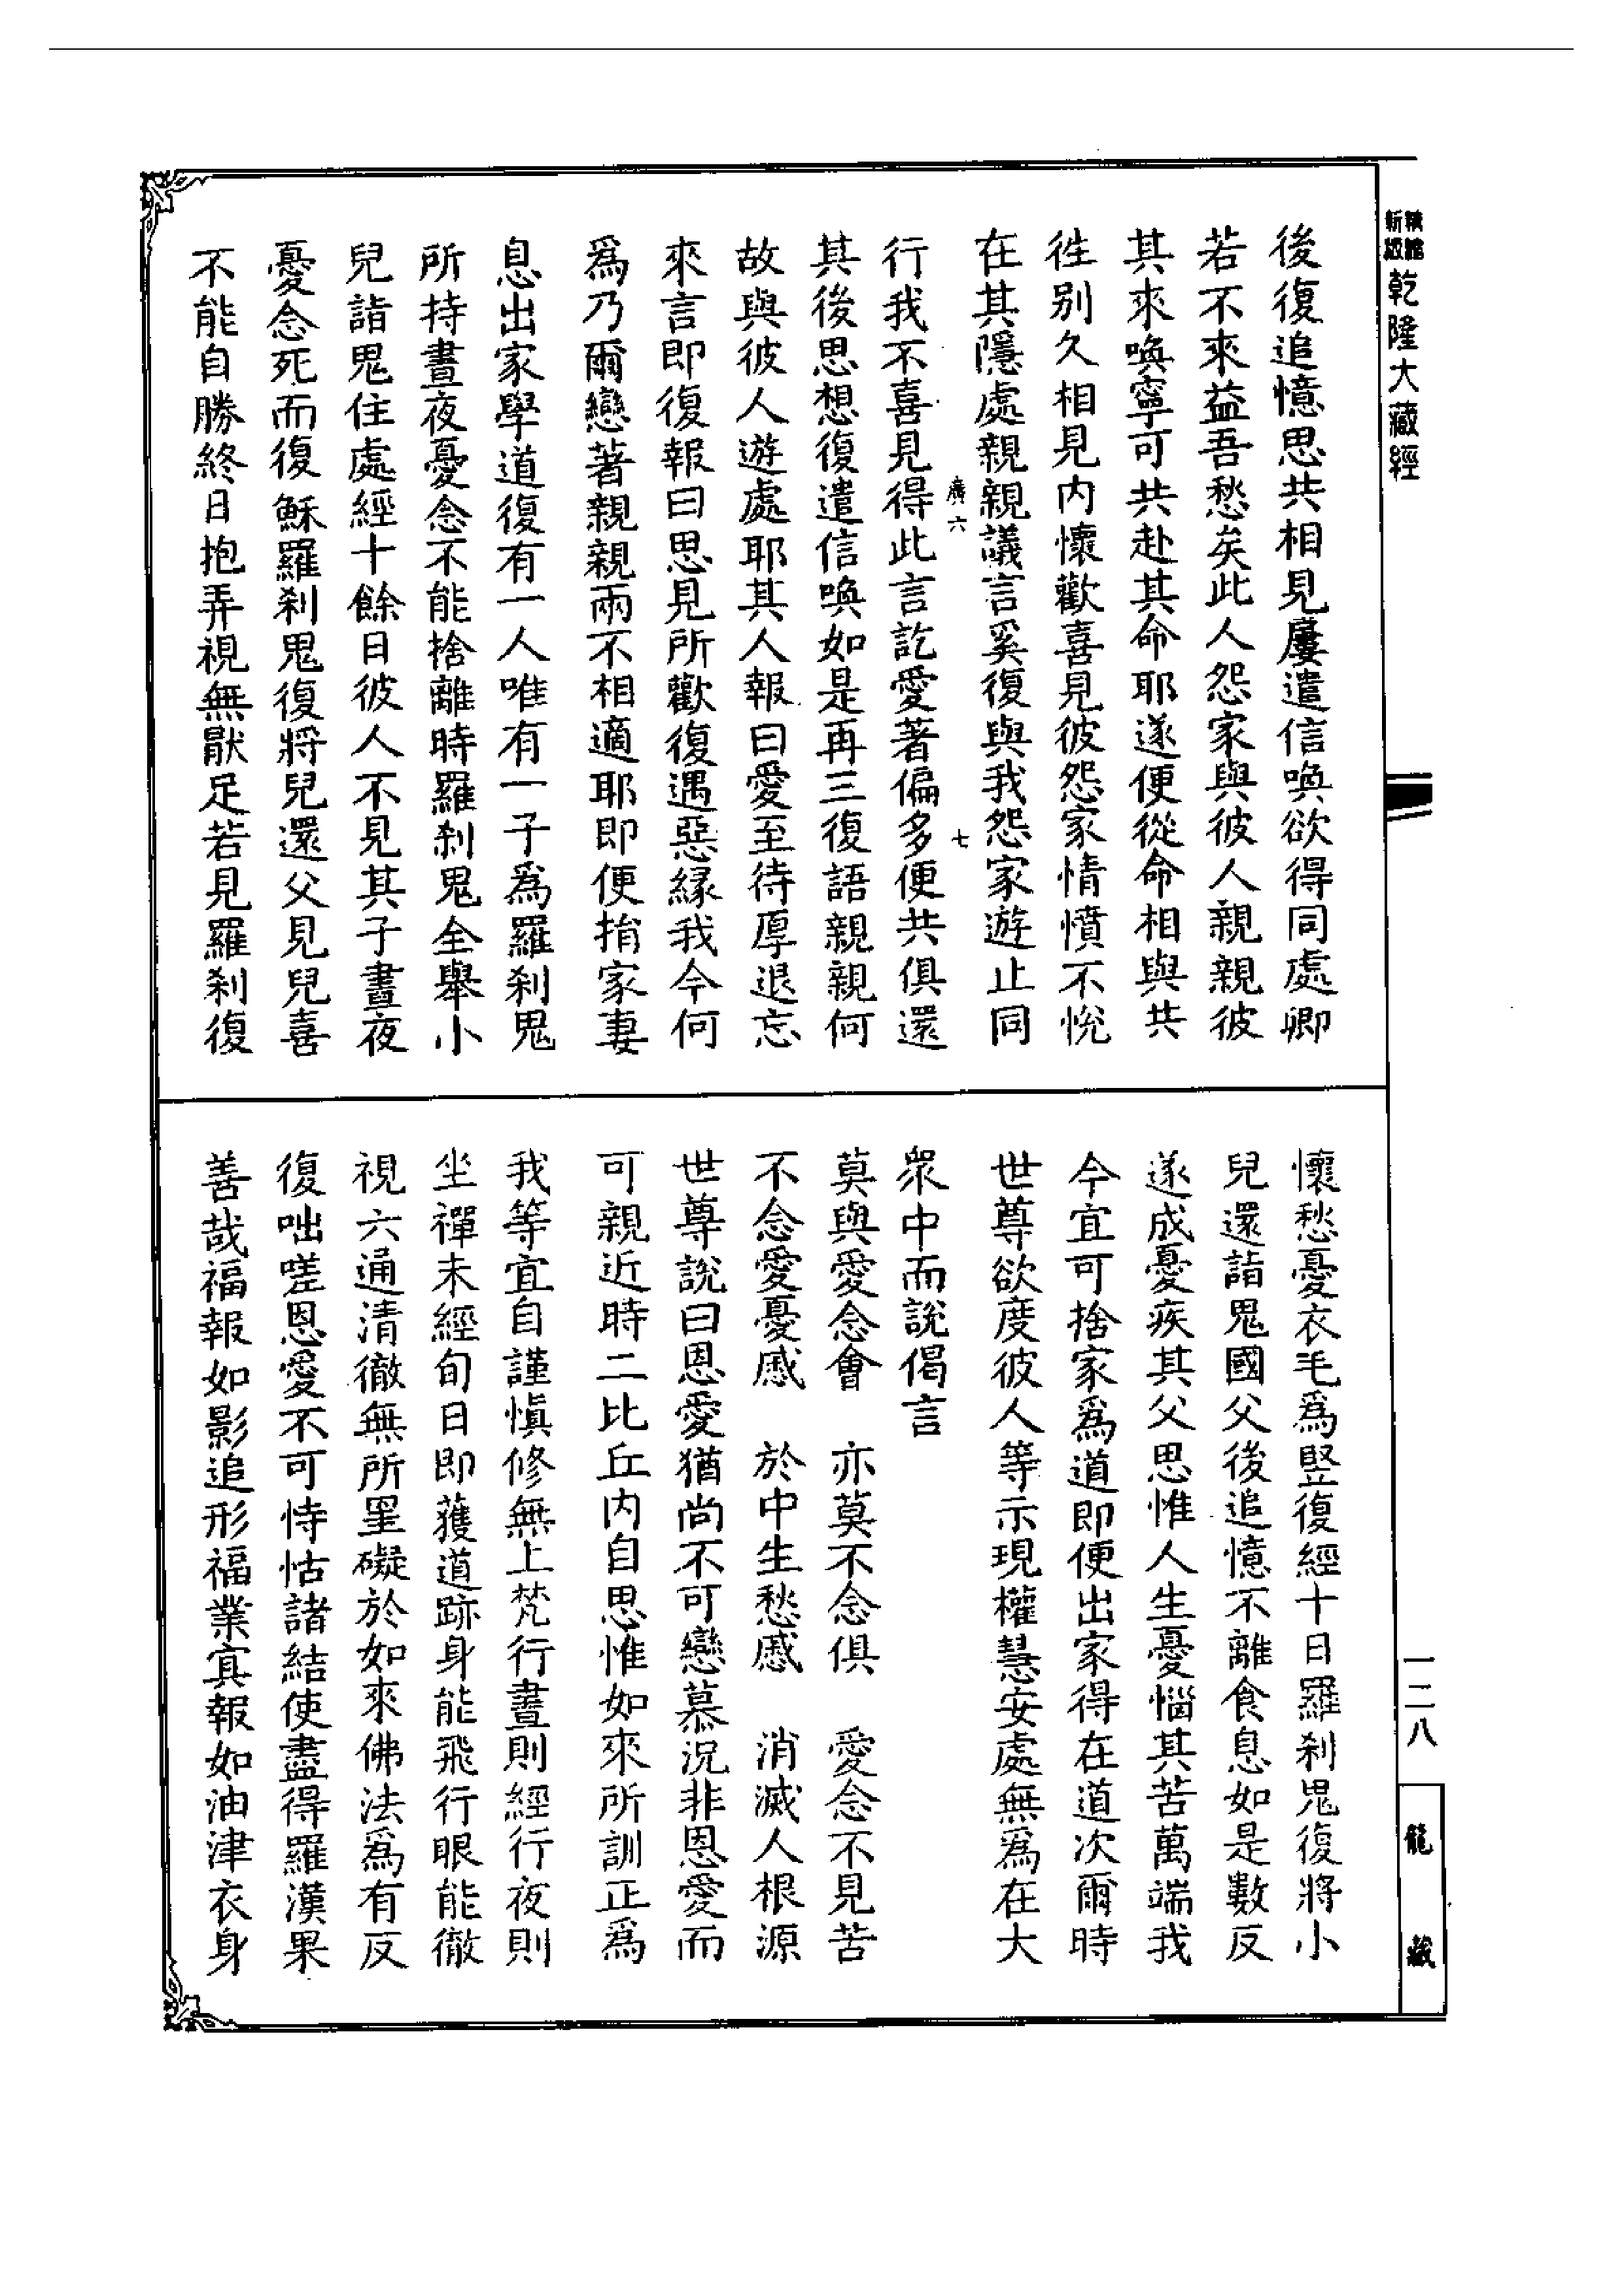 新版
精縮
乾隆大藏經
一二八
龍藏
後復追憶思共相見屢遣信喚欲得同處卿
若不來益吾愁矣此人怨家與彼人親親彼
其來喚寧可共赴其命耶遂便從命相與共
徃別久相見内懷歡喜見彼怨家情憤不悅
在其隱處親親議言奚復與我怨家遊止同
廣六 七
行我不喜見得此言訖愛著偏多便共俱還
其後思想復遣信喚如是再三復語親親何
故與彼人遊處耶其人報曰愛至待厚退忘
來言即復報曰思見所歡復遇惡緣我今何
爲乃爾戀著親親兩不相適耶即便捐家妻
息出家學道復有一人唯有一子爲羅刹鬼
所持晝夜憂念不能捨離時羅刹鬼全舉小
兒詣鬼住處經十餘日彼人不見其子晝夜
憂念死而復穌羅刹鬼復將兒還父見兒喜
不能自勝終日抱弄視無厭足若見羅刹復
懷愁憂衣毛爲竪復經十日羅刹鬼復將小
兒還詣鬼國父後追憶不離食息如是數反
遂成憂疾其父思惟人生憂惱其苦萬端我
今宜可捨家爲道即便出家得在道次爾時
世尊欲度彼人等示現權慧安處無爲在大
衆中而說偈言
莫與愛念會　亦莫不念俱　愛念不見苦
不念愛憂慼　於中生愁慼　消滅人根源
世尊說曰恩愛猶尚不可戀慕況非恩愛而
可親近時二比丘内自思惟如來所訓正爲
我等宜自謹愼修無上梵行晝則經行夜則
坐禪未經旬日即獲道跡身能飛行眼能徹
視六通清徹無所罣礙於如來佛法爲有反
復咄嗟恩愛不可恃怙諸結使盡得羅漢果
善哉福報如影追形福業寘報如油津衣身